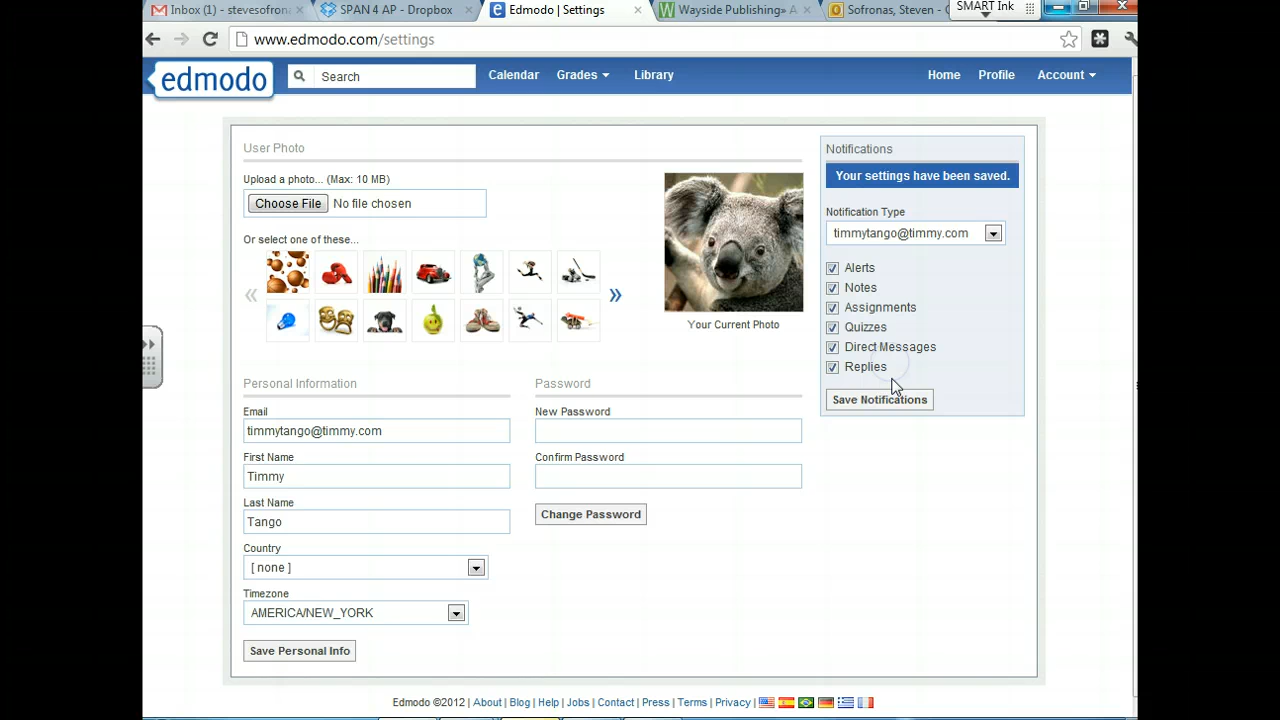 Inbox (1) - stevesofrona
SPAN 4 AP - Dropbox
Edmodo | Settings
Wayside Publishing» A
Sofronas, Steven - 
SMART Ink
www.edmodo.com/settings
edmodo
Search
Calendar
Grades
Library
Home
Profile
Account
User Photo
Upload a photo... (Max: 10 MB)
Choose File No file chosen
Or select one of these...
« »
Your Current Photo
Personal Information
Email
timmytango@timmy.com
First Name
Timmy
Last Name
Tango
Country
[ none ]
Timezone
AMERICA/NEW_YORK
Save Personal Info
Password
New Password
Confirm Password
Change Password
Notifications
Your settings have been saved.
Notification Type
timmytango@timmy.com
Alerts
Notes
Assignments
Quizzes
Direct Messages
Replies
Save Notifications
Edmodo ©2012 | About | Blog | Help | Jobs | Contact | Press | Terms | Privacy |